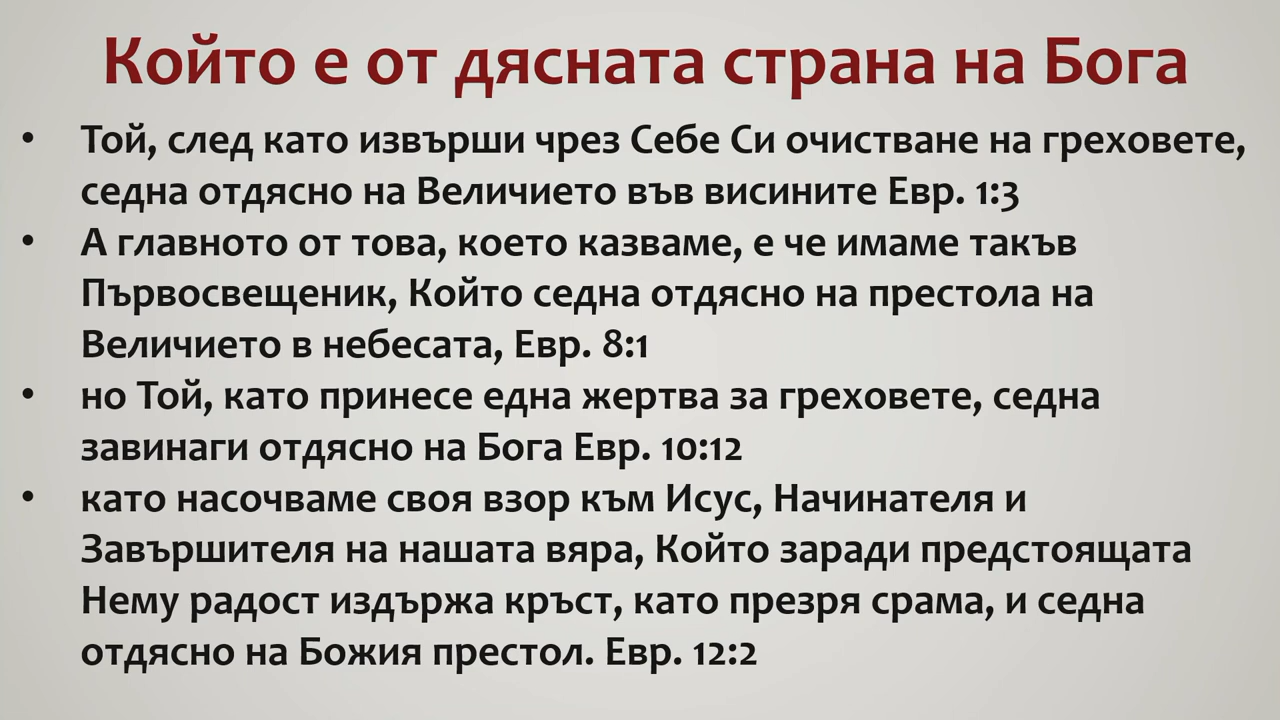 Който е от дясната страна на Бога
• Той, след като извърши чрез Себе Си очистване на греховете,
седна отдясно на Величието във висините Евр. 1:3
• А главното от това, което казваме, е че имаме такъв
Първосвещеник, Който седна отдясно на престола на
Величието в небесата, Евр. 8:1
• но Той, като принесе една жертва за греховете, седна
завинаги отдясно на Бога Евр. 10:12
• като насочваме своя взор към Исус, Начинателя и
Завършителя на нашата вяра, Който заради предстоящата
Нему радост издържа кръст, като презря срама, и седна
отдясно на Божия престол. Евр. 12:2